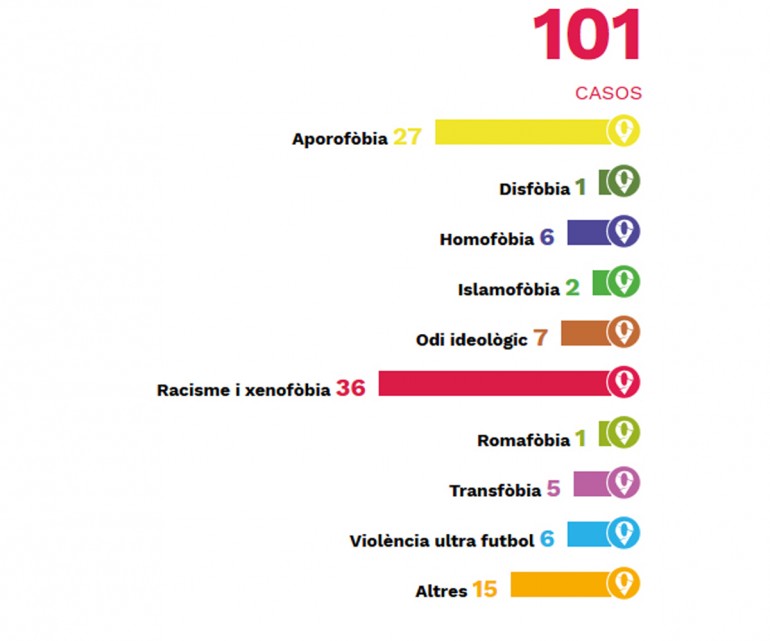 101
CASOS
Aporofòbia 27
Disfòbia 1
Homofòbia 6
Islamofòbia 2
Odi ideològic 7
Racisme i xenofòbia 36
Romafòbia 1
Transfòbia 5
Violència ultra futbol 6
Altres 15